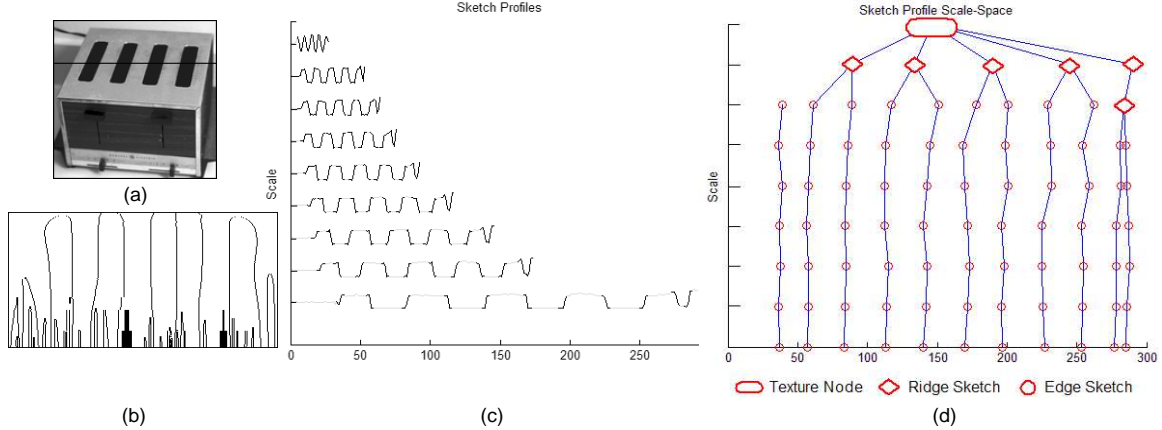 Sketch Profiles
Scale
0 50 100 150 200 250
Sketch Profile Scale-Space
Scale
0 50 100 150 200 250 300
Texture Node Ridge Sketch Edge Sketch
(a)
(b)
(c)
(d)